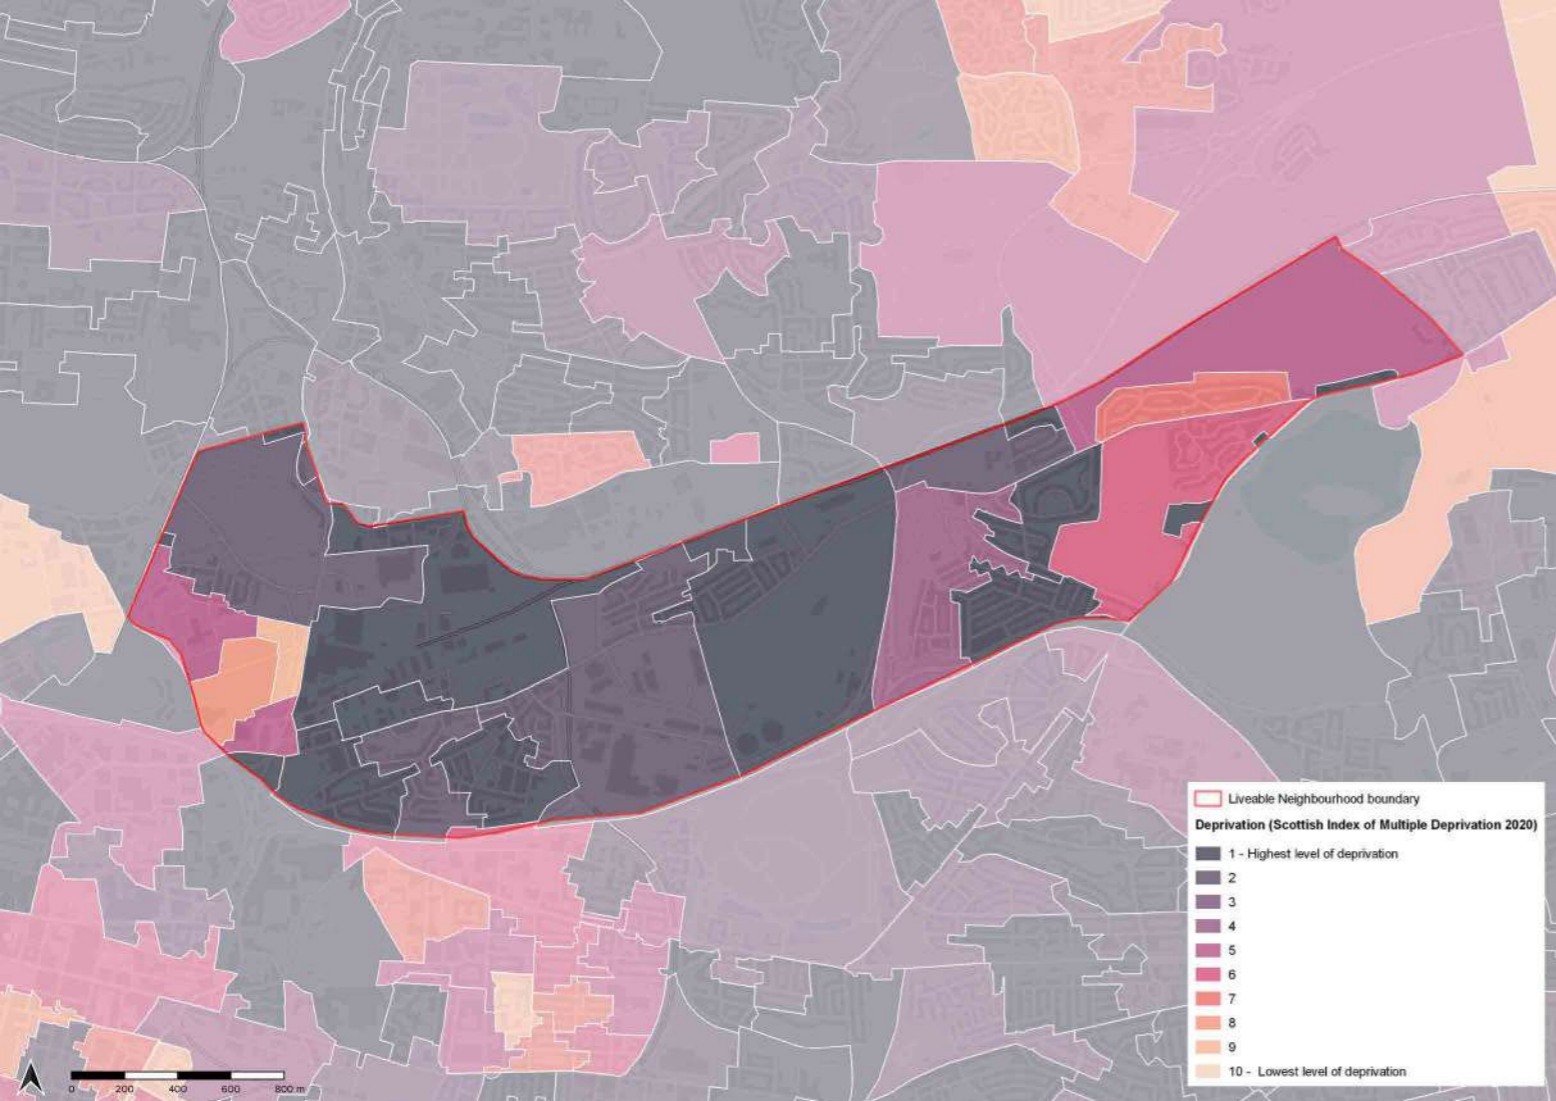 Liveable Neighbourhood boundary
Deprivation (Scottish Index of Multiple Deprivation 2020)
1 - Highest level of deprivation
2
3
4
5
6
7
8
9
10 - Lowest level of deprivation
0 200 400 600 800 m